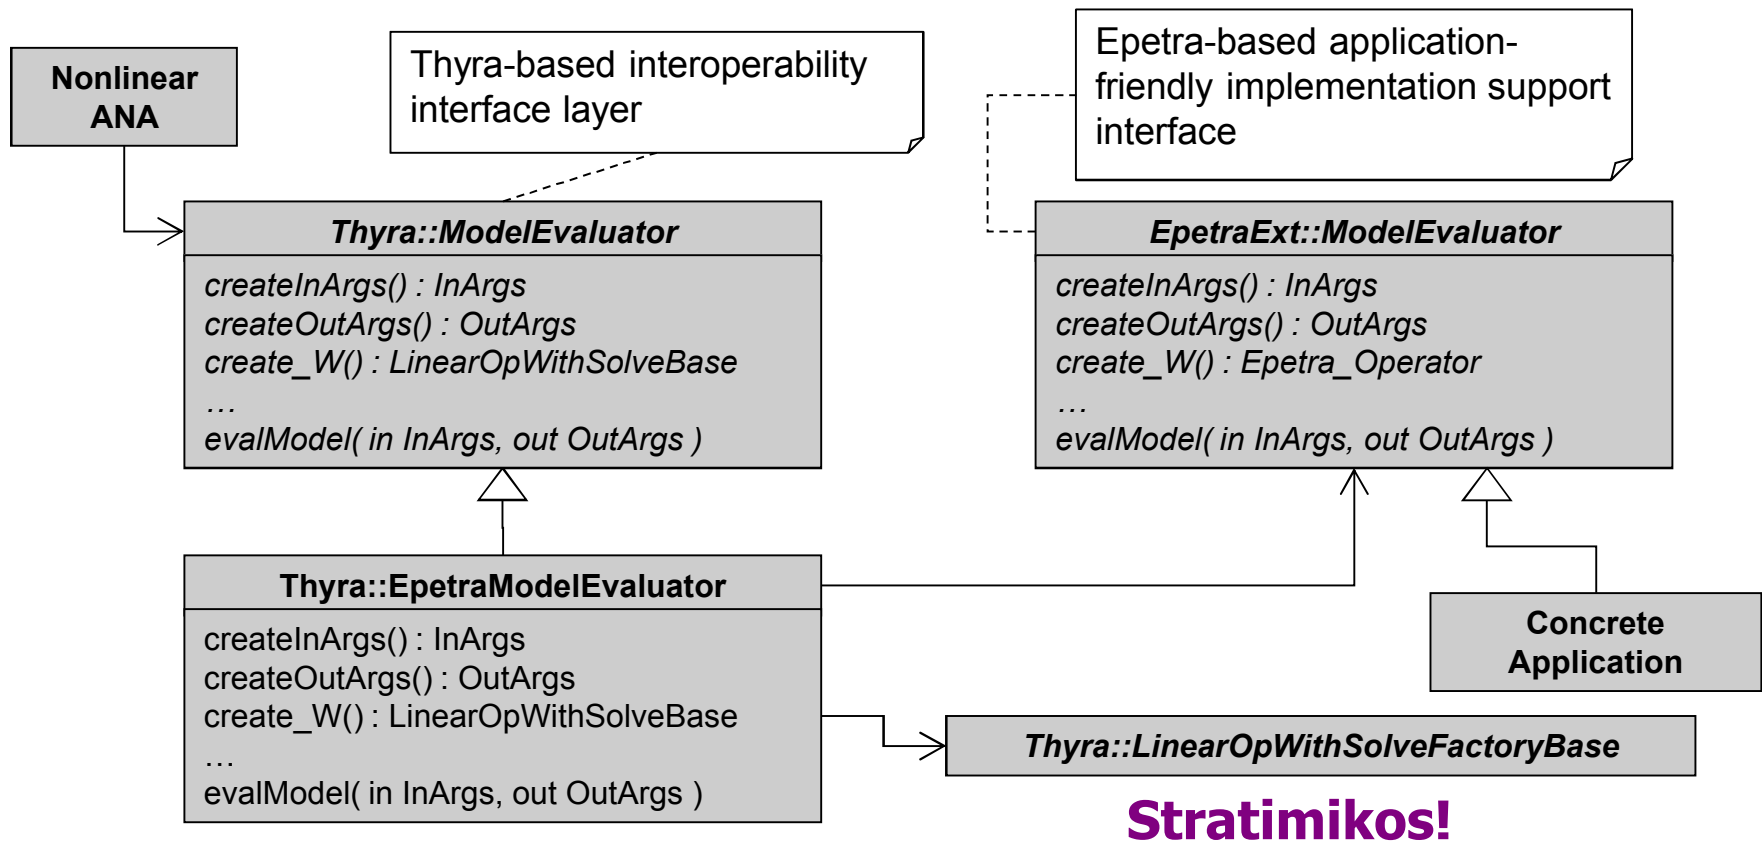 Nonlinear
ANA
Thyra-based interoperability
interface layer
Epetra-based application-
friendly implementation support
interface
Thyra::ModelEvaluator
createInArgs() : InArgs
createOutArgs() : OutArgs
create_W() : LinearOpWithSolveBase
…
evalModel( in InArgs, out OutArgs )
EpetraExt::ModelEvaluator
createInArgs() : InArgs
createOutArgs() : OutArgs
create_W() : Epetra_Operator
…
evalModel( in InArgs, out OutArgs )
Thyra::EpetraModelEvaluator
createInArgs() : InArgs
createOutArgs() : OutArgs
create_W() : LinearOpWithSolveBase
…
evalModel( in InArgs, out OutArgs )
Concrete
Application
Thyra::LinearOpWithSolveFactoryBase
Stratimikos!